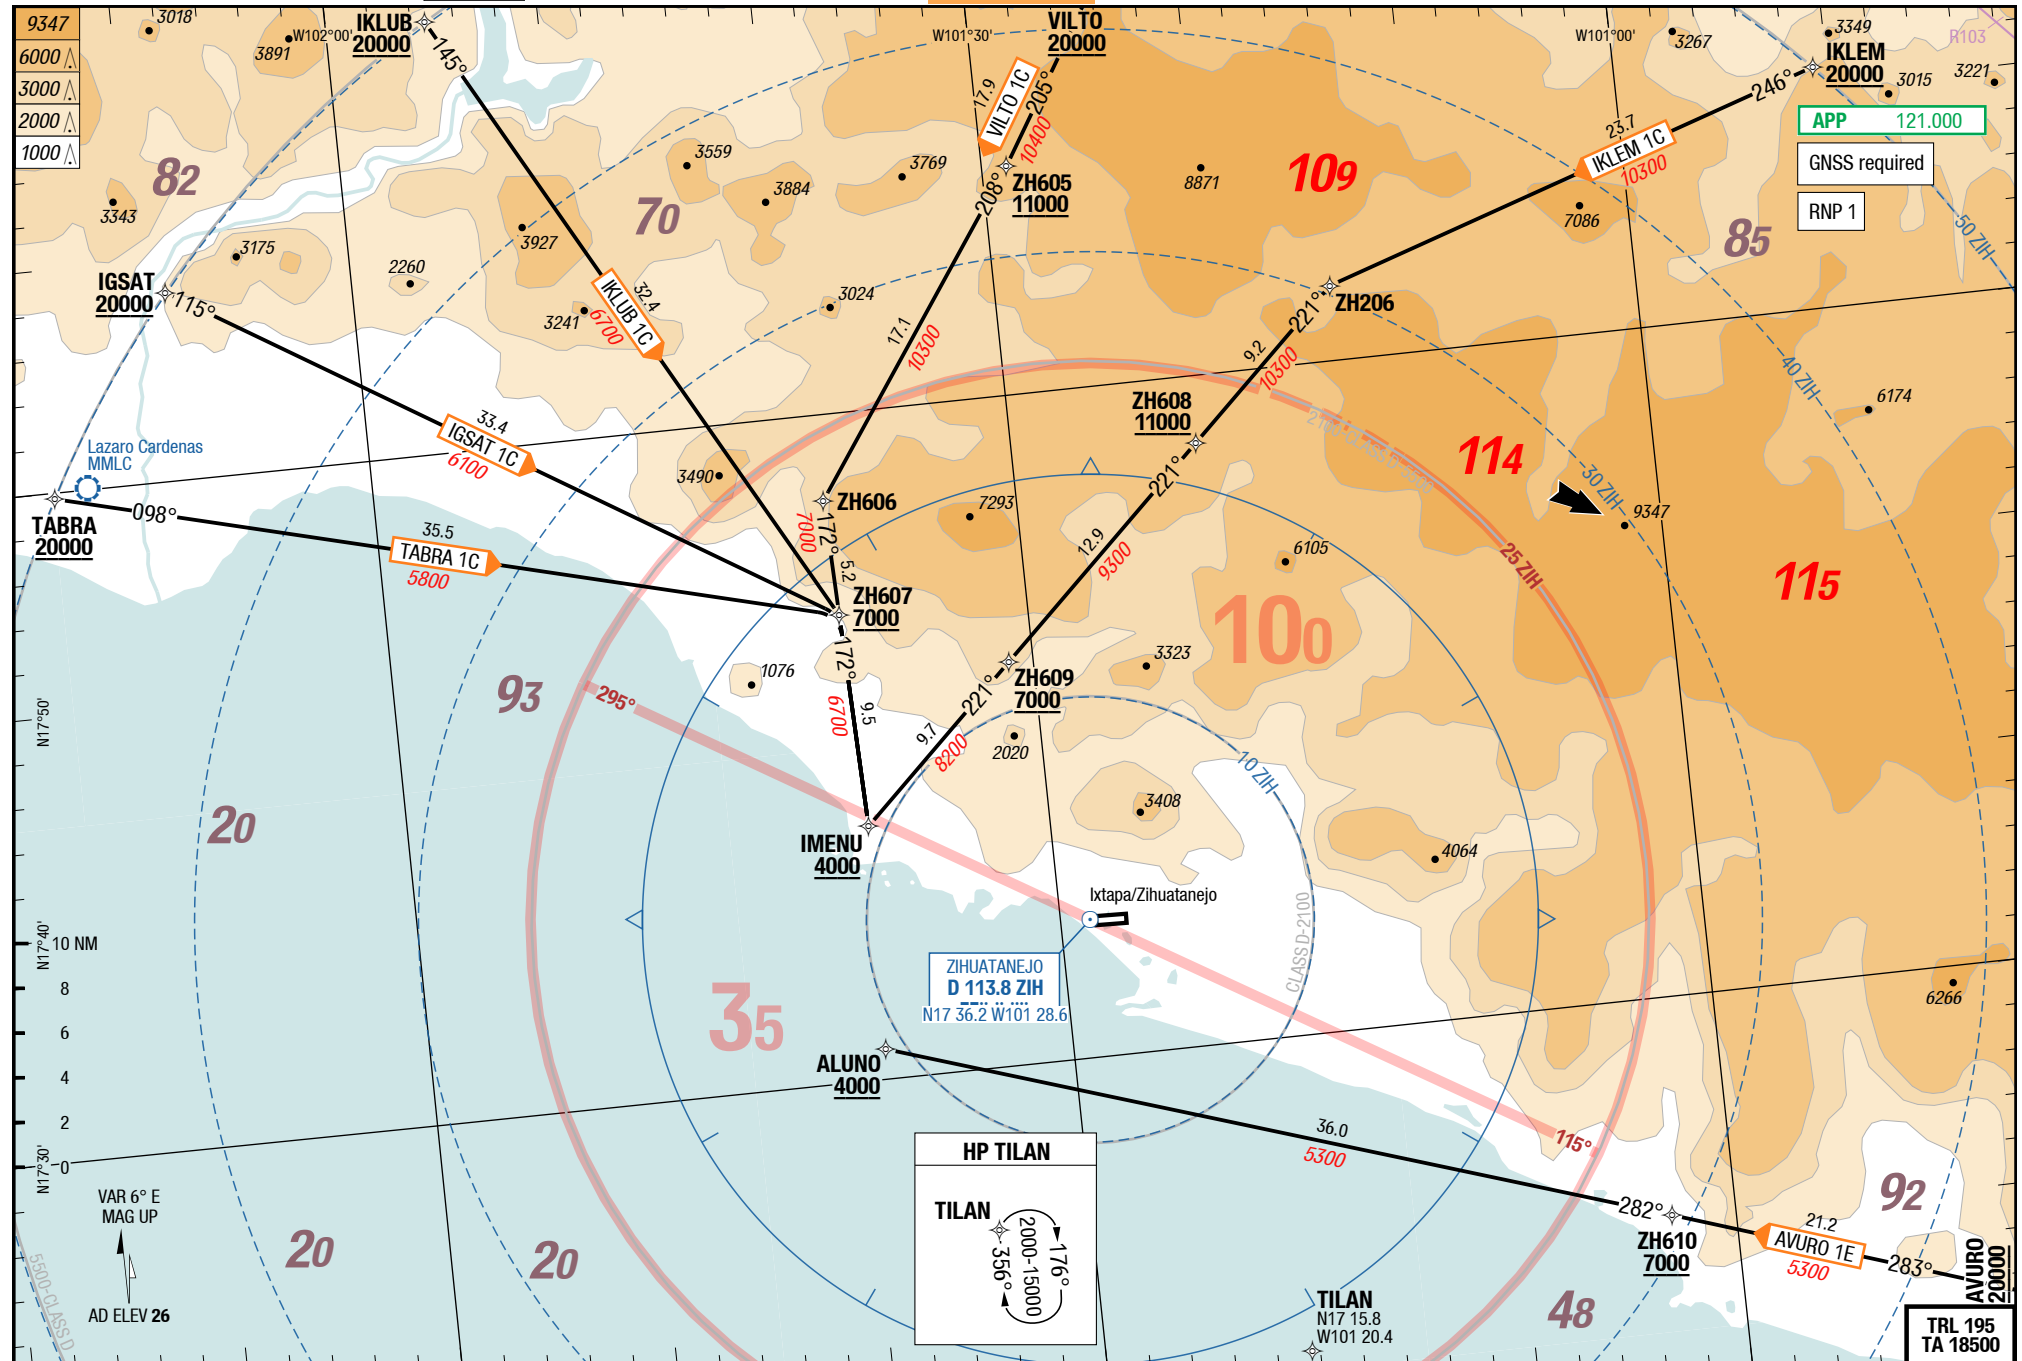 9347
6000
3000
2000
1000
3018
3891
W102°00'
IKLUB
20000
145°
W101°30'
VILTO
20000
17.9
VILTO 1C
205°
10400
W101°00'
3267
3349
R103
IKLEM
20000
246°
3015
3221
APP 121.000
GNSS required
RNP 1
23.7
IKLEM 1C
10300
82
3343
3175
2260
3927
3559
3884
3769
70
8871
109
7086
85
50 ZIH
ZH605
11000
208°
IGSAT
20000
115°
3241
32.4
IKLUB 1C
6700
3024
17.1
10300
ZH206
221°
9.2
10300
40 ZIH
6174
ZH608
11000
221°
2100-CLASS D-5500
114
30 ZIH
9347
Lazaro Cardenas
MMLC
33.4
IGSAT 1C
6100
3490
ZH606
7293
TABRA
20000
098°
35.5
TABRA 1C
5800
7000
172°
5.2
12.9
9300
6105
25 ZIH
115
ZH607
7000
172°
100
1076
3323
93
295°
ZH609
7000
221°
6700
9.5
9.7
8200
2020
10 ZIH
N17°50'
3408
4064
20
IMENU
4000
Ixtapa/Zihuatanejo
CLASS D-2100
N17°40'
10 NM
8
6
4
2
0
ZIHUATANEJO
D 113.8 ZIH
N17 36.2 W101 28.6
35
6266
ALUNO
4000
36.0
5300
115°
N17°30'
HP TILAN
TILAN
356°
2000-15000
176°
VAR 6° E
MAG UP
AD ELEV 26
5500-CLASS D
20
20
282°
ZH610
7000
21.2
AVURO 1E
5300
283°
AVURO
20000
92
48
TILAN
N17 15.8
W101 20.4
TRL 195
TA 18500